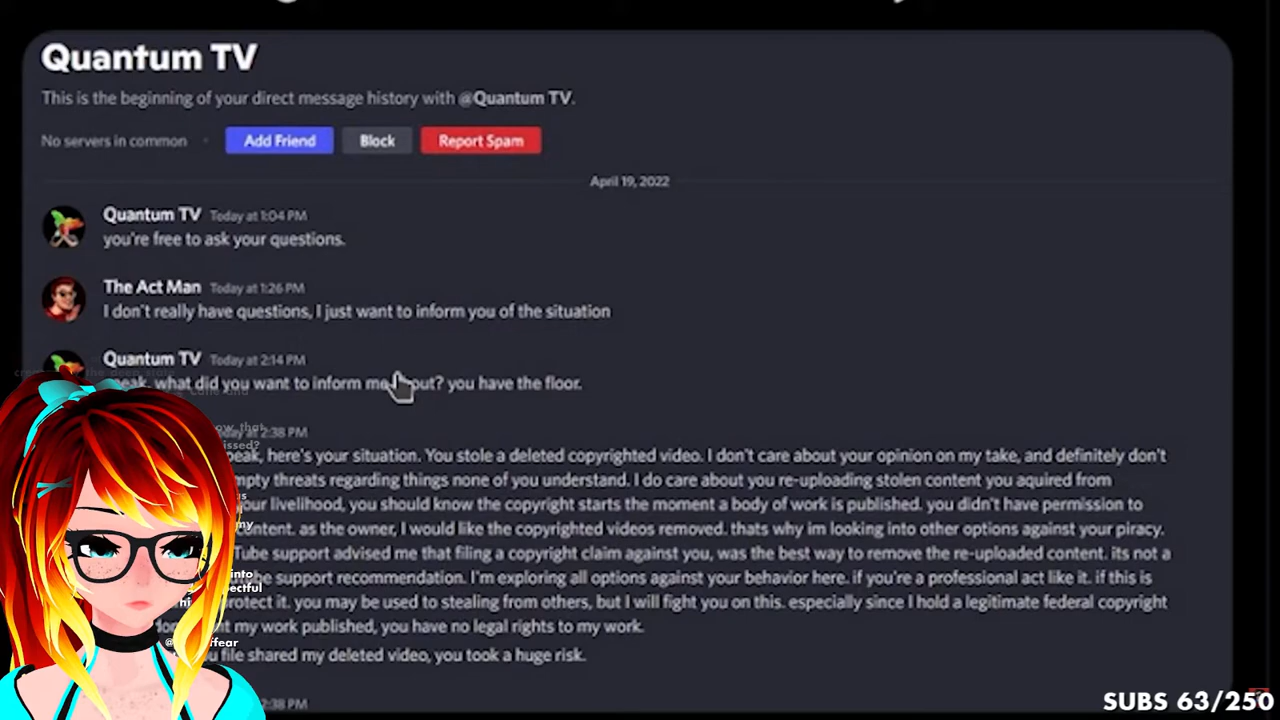 Quantum TV
This is the beginning of your direct message history with @Quantum TV.
No servers in common
Add Friend
Block
Report Spam
April 19, 2022
Quantum TV Today at 1:04 PM
you're free to ask your questions.
The Act Man Today at 1:26 PM
I don't really have questions, I just want to inform you of the situation
Quantum TV Today at 2:14 PM
what did you want to inform me you have the floor.
2:38 PM
here's your situation. You stole a deleted copyrighted video. I don't care about your opinion on my take, and definitely don't
threats regarding things none of you understand. I do care about you re-uploading stolen content you aquired from
livelihood, you should know the copyright starts the moment a body of work is published. you didn't have permission to
as the owner, I would like the copyrighted videos removed. thats why im looking into other options against your piracy.
support advised me that filing a copyright claim against you, was the best way to remove the re-uploaded content. its not a
support recommendation. I'm exploring all options against your behavior here. if you're a professional act like it. if this is
protect it. you may be used to stealing from others, but I will fight you on this. especially since I hold a legitimate federal copyright
my work published, you have no legal rights to my work.
file shared my deleted video, you took a huge risk.
2:38 PM
SUBS 63/250